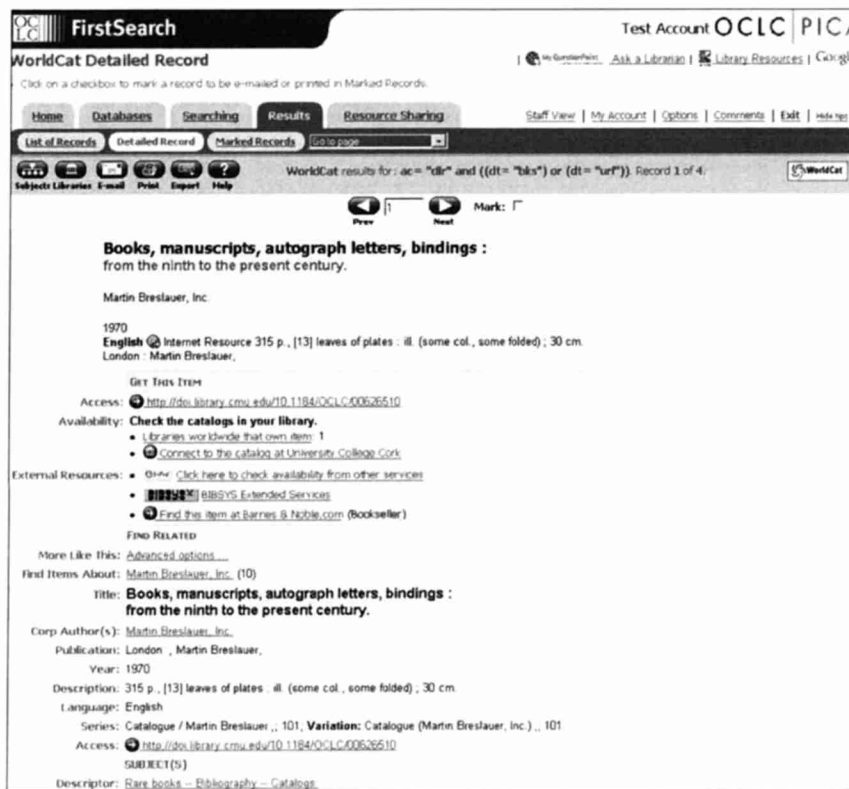 OCLC FirstSearch Test Account OCLC | PICA
WorldCat Detailed Record | My QuestionPoint Ask a Librarian | Library Resources | Google
Click on a checkbox to mark a record to be e-mailed or printed in Marked Records.
Home Databases Searching Results Resource Sharing Staff View | My Account | Options | Comments | Exit | Hide tips
List of Records Detailed Record Marked Records Go to page
Subjects Libraries E-mail Print Export Help WorldCat results for: ac= "dlr" and ((dt= "bks") or (dt= "url")). Record 1 of 4. WorldCat
Prev 1 Next Mark:
Books, manuscripts, autograph letters, bindings :
from the ninth to the present century.
Martin Breslauer, Inc.
1970
English Internet Resource 315 p., [13] leaves of plates : ill. (some col., some folded) ; 30 cm.
London : Martin Breslauer,
GET THIS ITEM
Access: http://doi.library.cmu.edu/10.1184/OCLC/00626510
Availability: Check the catalogs in your library.
• Libraries worldwide that own item: 1
• Connect to the catalog at University College Cork
External Resources: • Click here to check availability from other services
• BIBSYS BIBSYS Extended Services
• Find this item at Barnes & Noble.com (Bookseller)
FIND RELATED
More Like This: Advanced options ...
Find Items About: Martin Breslauer, Inc. (10)
Title: Books, manuscripts, autograph letters, bindings :
from the ninth to the present century.
Corp Author(s): Martin Breslauer, Inc.
Publication: London , Martin Breslauer,
Year: 1970
Description: 315 p., [13] leaves of plates : ill. (some col., some folded) ; 30 cm.
Language: English
Series: Catalogue / Martin Breslauer ,; 101, Variation: Catalogue (Martin Breslauer, Inc.) ,, 101
Access: http://doi.library.cmu.edu/10.1184/OCLC/00626510
SUBJECT(S)
Descriptor: Rare books -- Bibliography -- Catalogs.